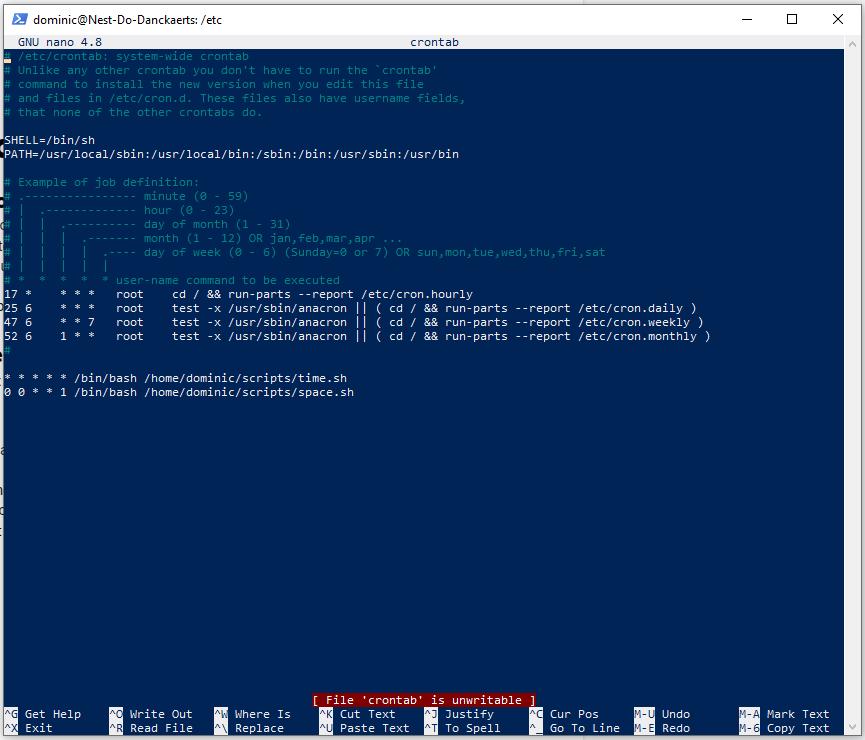 dominic@Nest-Do-Danckaerts: /etc
GNU nano 4.8 crontab
# /etc/crontab: system-wide crontab
# Unlike any other crontab you don't have to run the `crontab'
# command to install the new version when you edit this file
# and files in /etc/cron.d. These files also have username fields,
# that none of the other crontabs do.
SHELL=/bin/sh
PATH=/usr/local/sbin:/usr/local/bin:/sbin:/bin:/usr/sbin:/usr/bin
# Example of job definition:
# .---------------- minute (0 - 59)
# |  .------------- hour (0 - 23)
# |  |  .---------- day of month (1 - 31)
# |  |  |  .------- month (1 - 12) OR jan,feb,mar,apr ...
# |  |  |  |  .---- day of week (0 - 6) (Sunday=0 or 7) OR sun,mon,tue,wed,thu,fri,sat
# |  |  |  |  |
# *  *  *  *  * user-name command to be executed
17 *    * * *   root    cd / && run-parts --report /etc/cron.hourly
25 6    * * *   root    test -x /usr/sbin/anacron || ( cd / && run-parts --report /etc/cron.daily )
47 6    * * 7   root    test -x /usr/sbin/anacron || ( cd / && run-parts --report /etc/cron.weekly )
52 6    1 * *   root    test -x /usr/sbin/anacron || ( cd / && run-parts --report /etc/cron.monthly )
#
* * * * * /bin/bash /home/dominic/scripts/time.sh
0 0 * * 1 /bin/bash /home/dominic/scripts/space.sh
[ File 'crontab' is unwritable ]
^G Get Help ^O Write Out ^W Where Is ^K Cut Text ^J Justify ^C Cur Pos M-U Undo M-A Mark Text
^X Exit ^R Read File ^\ Replace ^U Paste Text ^T To Spell ^_ Go To Line M-E Redo M-6 Copy Text